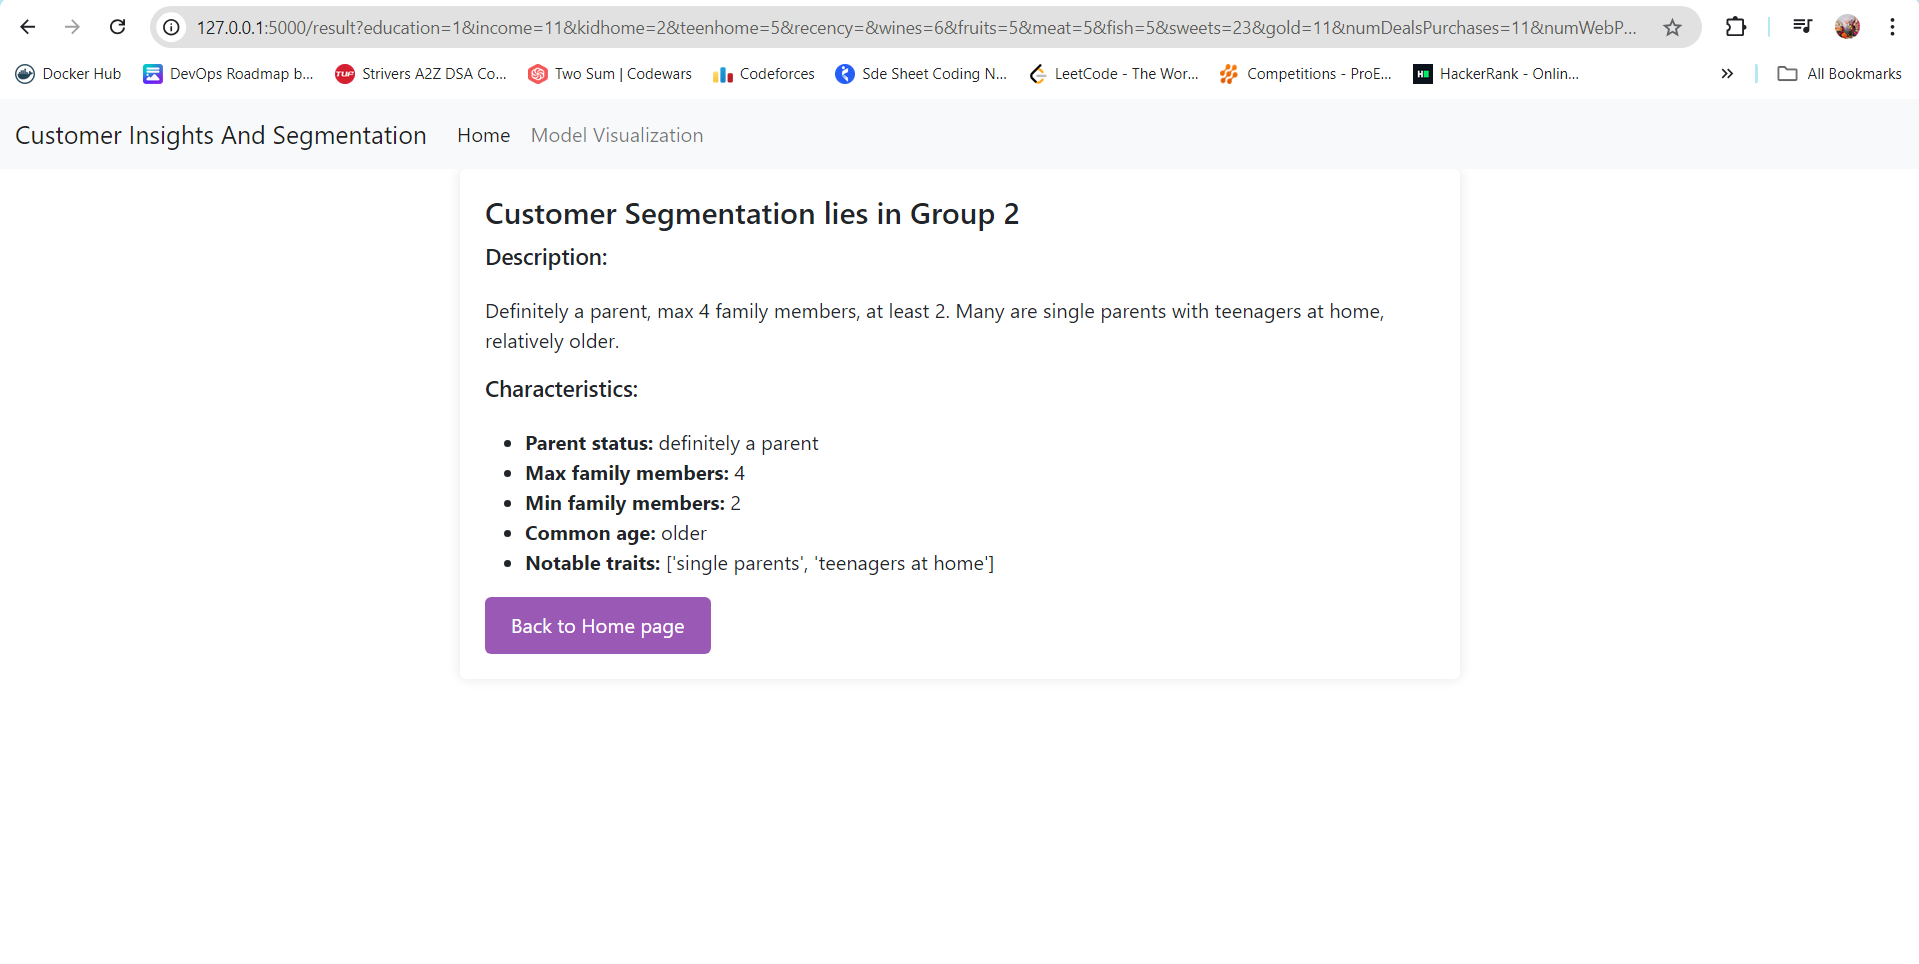 127.0.0.1:5000/result?education=1&income=11&kidhome=2&teenhome=5&recency=&wines=6&fruits=5&meat=5&fish=5&sweets=23&gold=11&numDealsPurchases=11&numWebP...
Docker Hub DevOps Roadmap b... TUF Strivers A2Z DSA Co... Two Sum | Codewars Codeforces Sde Sheet Coding N... LeetCode - The Wor... Competitions - ProE... H HackerRank - Onlin... » All Bookmarks
Customer Insights And Segmentation Home Model Visualization
Customer Segmentation lies in Group 2
Description:
Definitely a parent, max 4 family members, at least 2. Many are single parents with teenagers at home,
relatively older.
Characteristics:
• Parent status: definitely a parent
• Max family members: 4
• Min family members: 2
• Common age: older
• Notable traits: ['single parents', 'teenagers at home']
Back to Home page